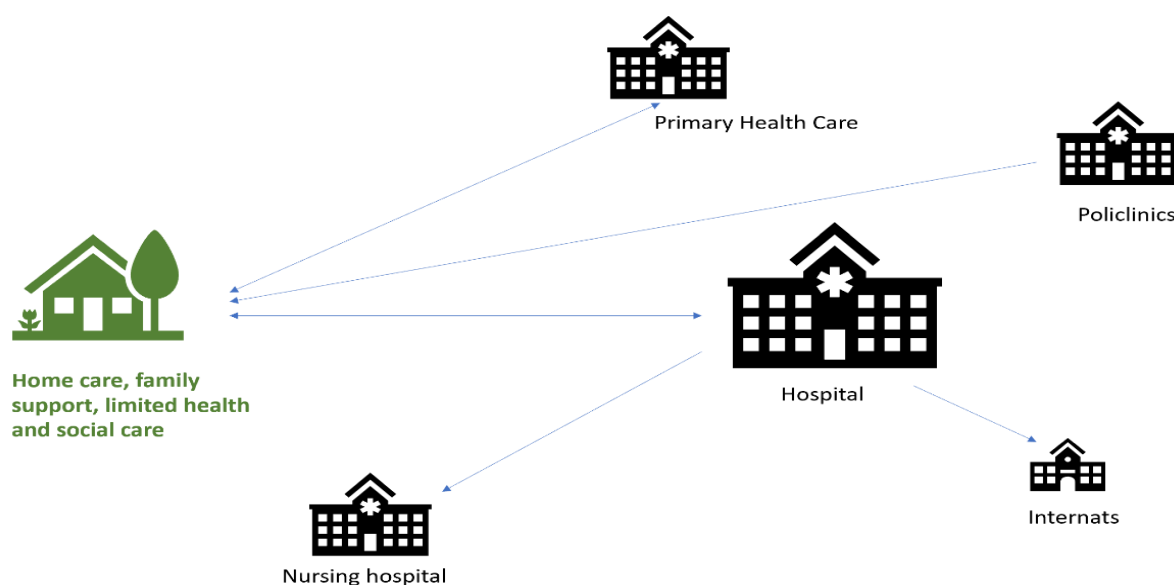 Primary Health Care
Policlinics
Home care, family
support, limited health
and social care
Hospital
Internats
Nursing hospital